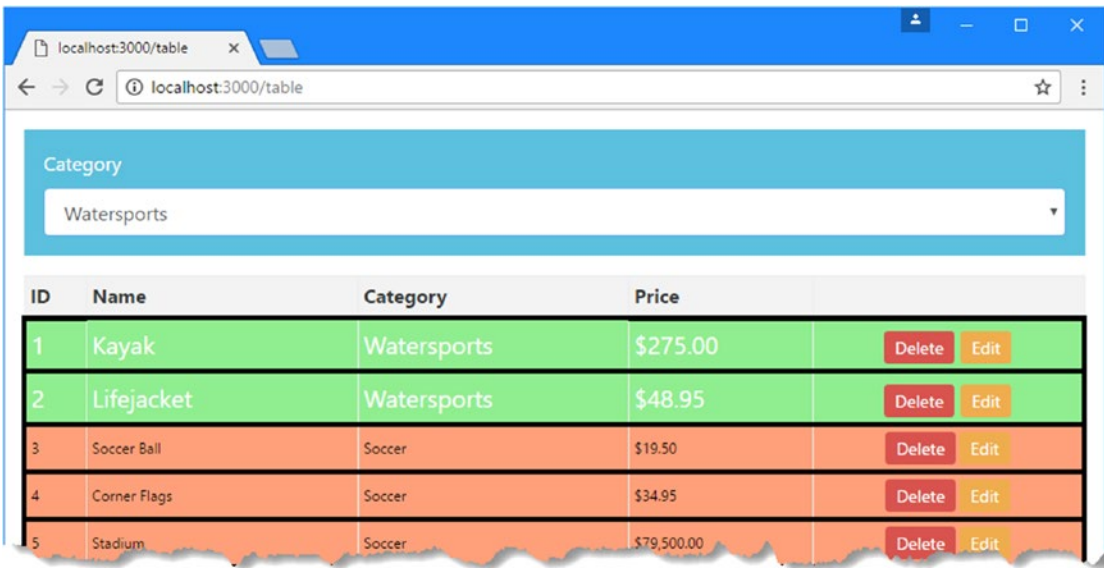 localhost:3000/table
localhost:3000/table
Category
Watersports
ID Name Category Price
1 Kayak Watersports $275.00 Delete Edit
2 Lifejacket Watersports $48.95 Delete Edit
3 Soccer Ball Soccer $19.50 Delete Edit
4 Corner Flags Soccer $34.95 Delete Edit
5 Stadium Soccer $79,500.00 Delete Edit